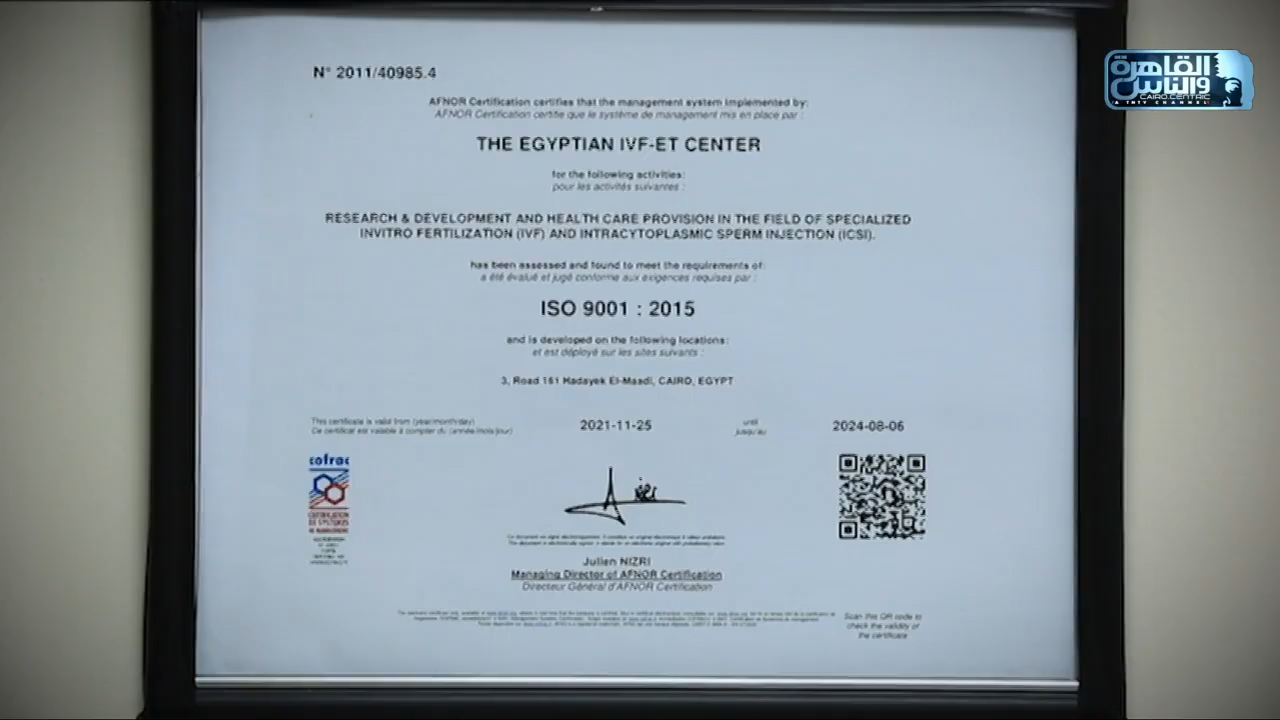 القاهرة
والناس
CAIRO.CENTRIC
A TNTV CHANNEL
N° 2011/40985.4
AFNOR Certification certifies that the management system implemented by:
AFNOR Certification certifie que le système de management mis en place par :
THE EGYPTIAN IVF-ET CENTER
for the following activities:
pour les activités suivantes :
RESEARCH & DEVELOPMENT AND HEALTH CARE PROVISION IN THE FIELD OF SPECIALIZED
INVITRO FERTILIZATION (IVF) AND INTRACYTOPLASMIC SPERM INJECTION (ICSI).
has been assessed and found to meet the requirements of:
a été évalué et jugé conforme aux exigences requises par :
ISO 9001 : 2015
and is developed on the following locations:
et est déployé sur les sites suivants :
3, Road 161 Hadayek El-Maadi, CAIRO, EGYPT
This certificate is valid from (year/month/day)
Ce certificat est valable à compter du (année/mois/jour)
2021-11-25
until
jusqu'au
2024-08-06
cofrac
CERTIFICATION
DE SYSTEMES
DE MANAGEMENT
Julien NIZRI
Managing Director of AFNOR Certification
Directeur Général d'AFNOR Certification
Scan this QR code to
check the validity of
the certificate